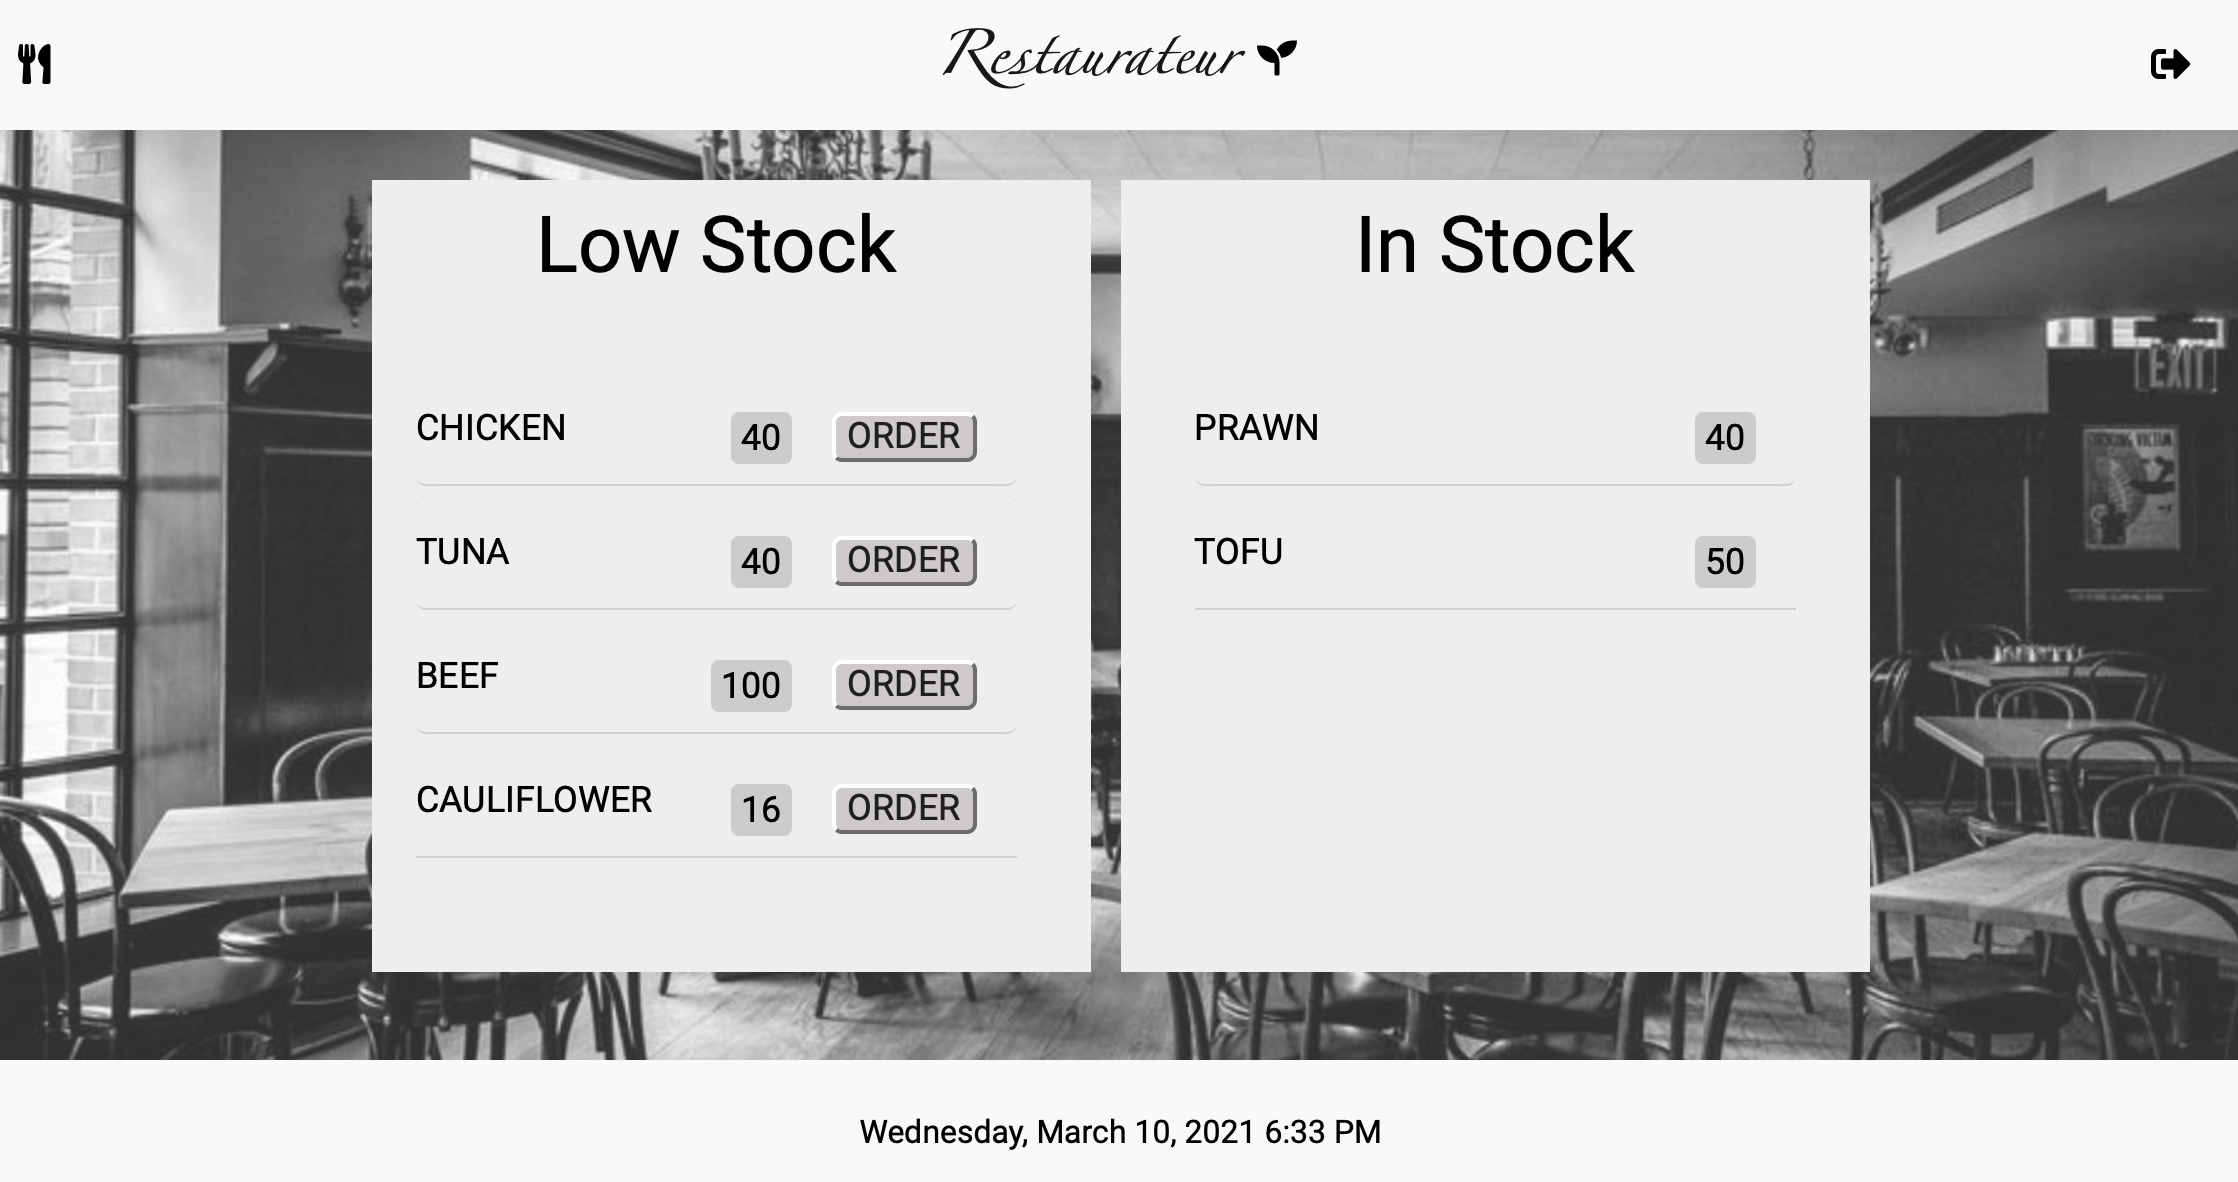 Restaurateur
Low Stock
CHICKEN 40 ORDER
TUNA 40 ORDER
BEEF 100 ORDER
CAULIFLOWER 16 ORDER
In Stock
PRAWN 40
TOFU 50
EXIT
Wednesday, March 10, 2021 6:33 PM